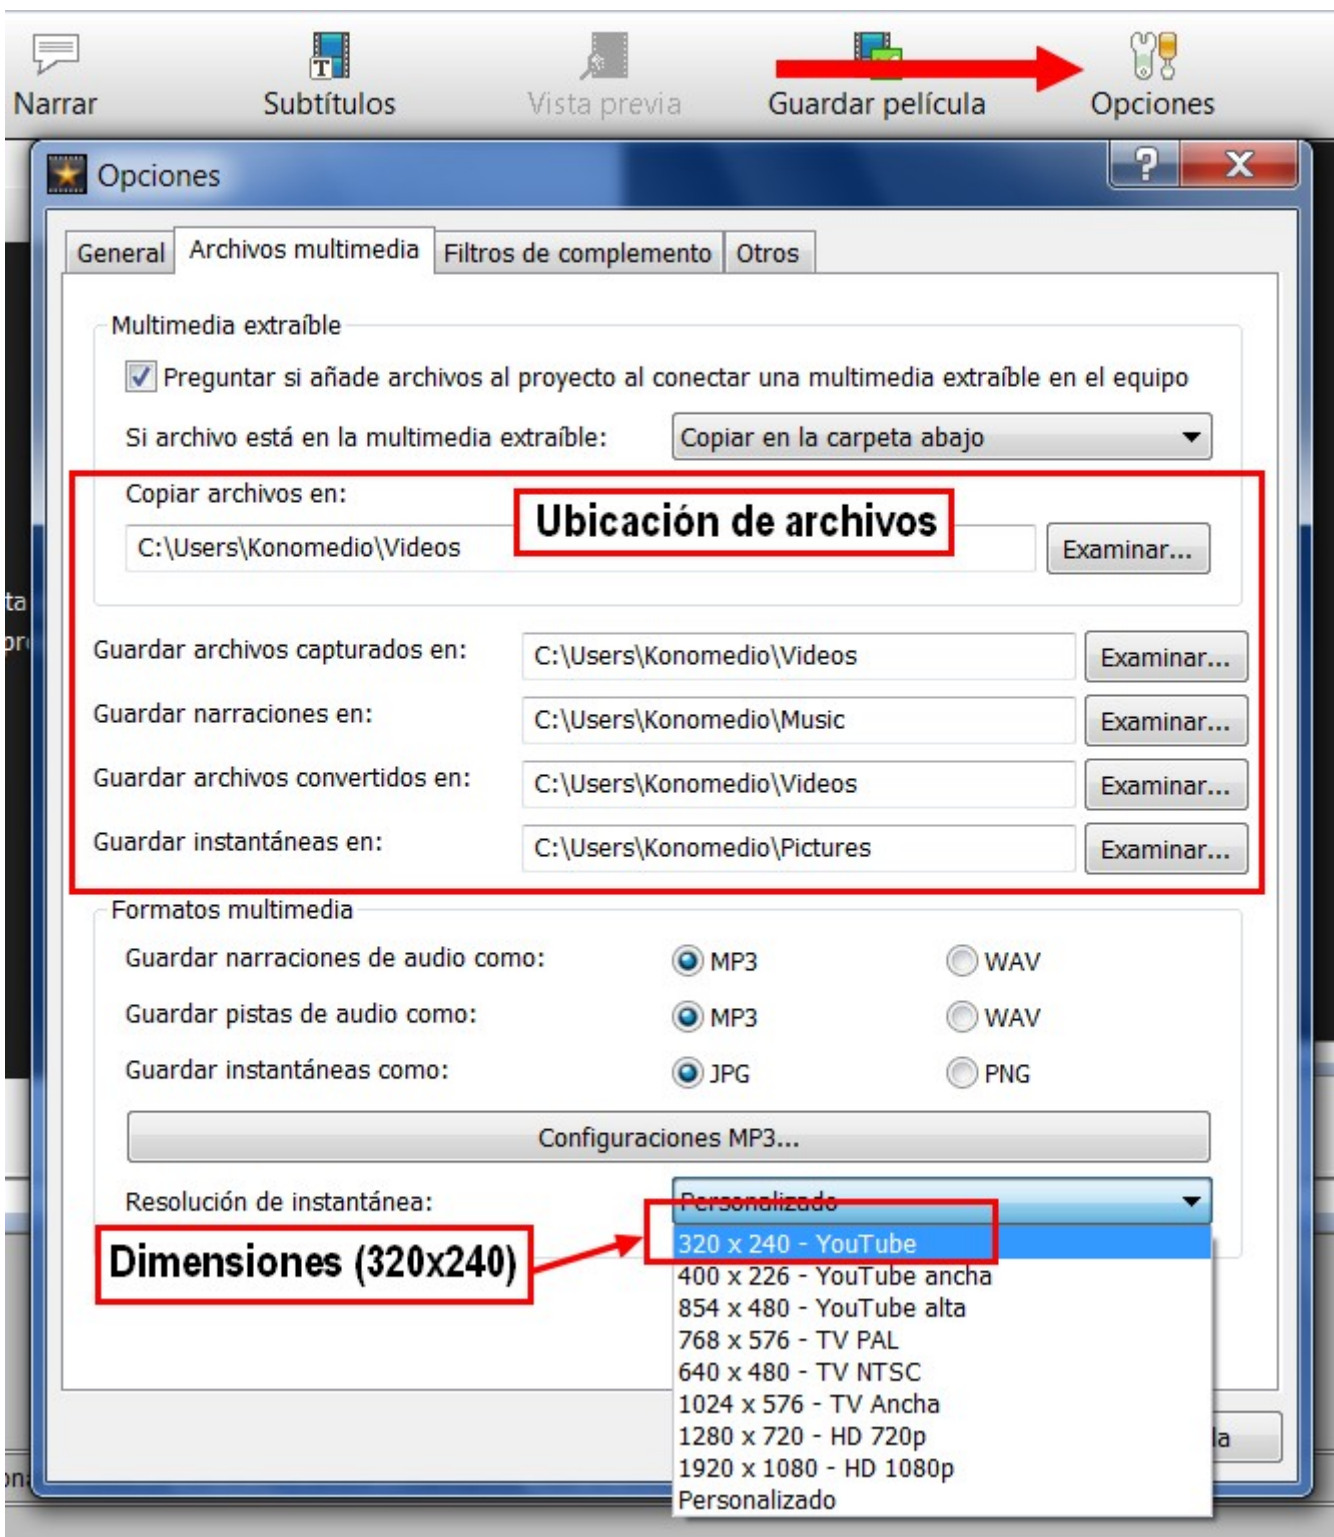 Narrar
Subtítulos
Vista previa
Guardar película
Opciones
Opciones
? X
General
Archivos multimedia
Filtros de complemento
Otros
Multimedia extraíble
Preguntar si añade archivos al proyecto al conectar una multimedia extraíble en el equipo
Si archivo está en la multimedia extraíble:
Copiar en la carpeta abajo
Copiar archivos en:
Ubicación de archivos
C:\Users\Konomedio\Videos
Examinar...
Guardar archivos capturados en:
C:\Users\Konomedio\Videos
Examinar...
Guardar narraciones en:
C:\Users\Konomedio\Music
Examinar...
Guardar archivos convertidos en:
C:\Users\Konomedio\Videos
Examinar...
Guardar instantáneas en:
C:\Users\Konomedio\Pictures
Examinar...
Formatos multimedia
Guardar narraciones de audio como:
MP3
WAV
Guardar pistas de audio como:
MP3
WAV
Guardar instantáneas como:
JPG
PNG
Configuraciones MP3...
Resolución de instantánea:
Personalizado
Dimensiones (320x240)
320 x 240 - YouTube
400 x 226 - YouTube ancha
854 x 480 - YouTube alta
768 x 576 - TV PAL
640 x 480 - TV NTSC
1024 x 576 - TV Ancha
1280 x 720 - HD 720p
1920 x 1080 - HD 1080p
Personalizado